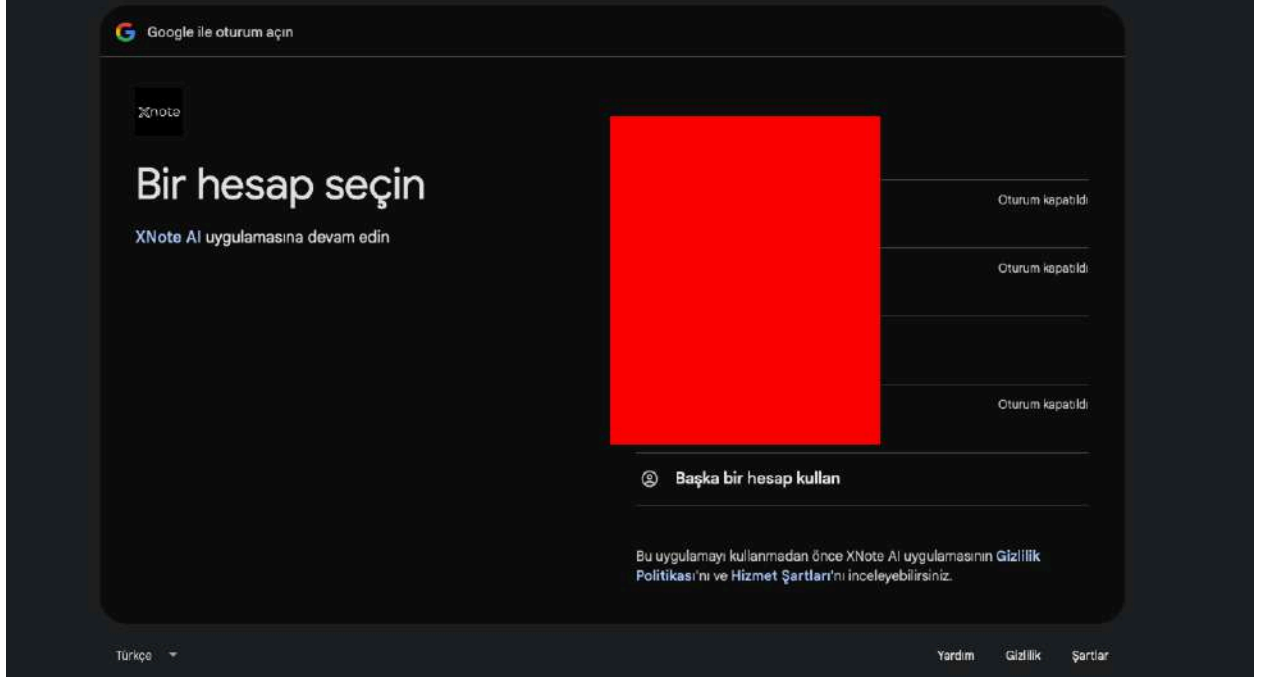 Google ile oturum açın
Xnote
Bir hesap seçin
XNote AI uygulamasına devam edin
Oturum kapatıldı
Oturum kapatıldı
Oturum kapatıldı
Başka bir hesap kullan
Bu uygulamayı kullanmadan önce XNote AI uygulamasının Gizlilik
Politikası'nı ve Hizmet Şartları'nı inceleyebilirsiniz.
Türkçe
Yardım Gizlilik Şartlar